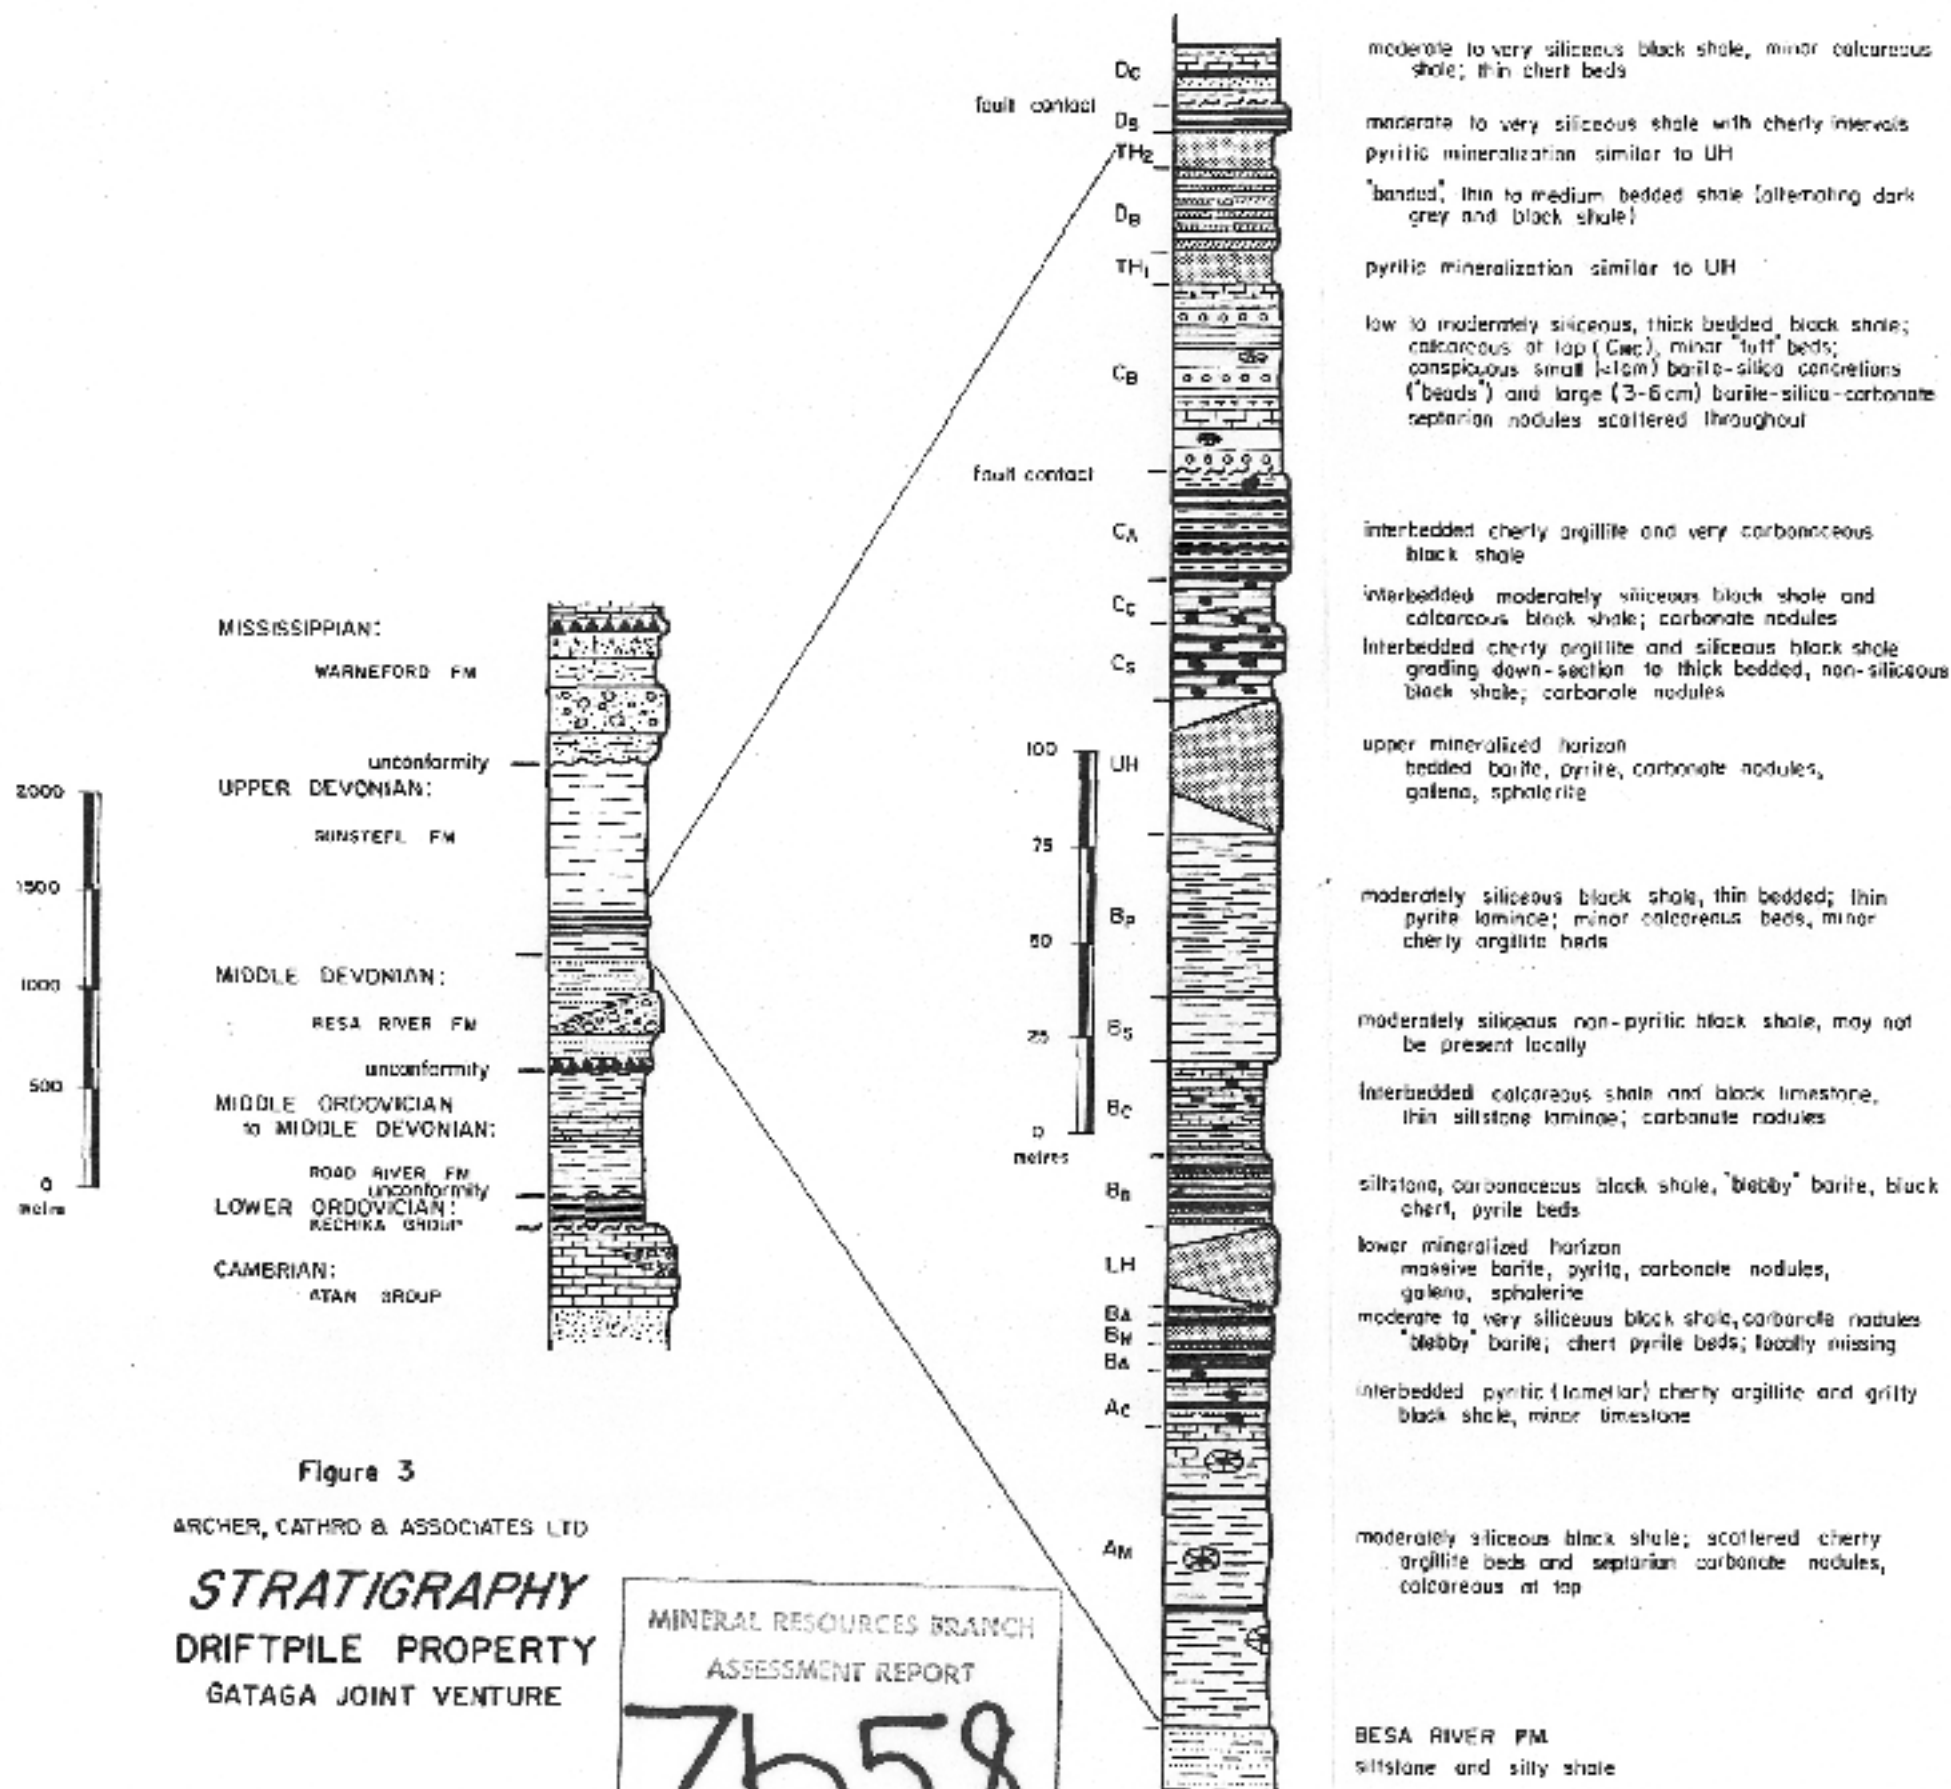 MISSISSIPPIAN:
WARNEFORD FM
unconformity
UPPER DEVONIAN:
GUNSTEEL FM
MIDDLE DEVONIAN:
BESA RIVER FM
unconformity
MIDDLE ORDOVICIAN
to MIDDLE DEVONIAN:
ROAD RIVER FM
unconformity
LOWER ORDOVICIAN:
KECHIKA GROUP
CAMBRIAN:
ATAN GROUP
2000
1500
1000
500
0
metre
Figure 3
ARCHER, CATHRO & ASSOCIATES LTD
STRATIGRAPHY
DRIFTPILE PROPERTY
GATAGA JOINT VENTURE
MINERAL RESOURCES BRANCH
ASSESSMENT REPORT
7658
100
75
50
25
0
metres
DC
moderate to very siliceous black shale, minor calcareous
shale; thin chert beds
fault contact
DS
moderate to very siliceous shale with cherty intervals
TH2
pyritic mineralization similar to UH
DB
"banded", thin to medium bedded shale (alternating dark
grey and black shale)
TH1
pyritic mineralization similar to UH
CB
low to moderately siliceous, thick bedded, black shale;
calcareous at top ( ), minor "tuff" beds;
conspicuous small (<1cm) barite-silica concretions
("beads") and large (3-6cm) barite-silica-carbonate
septarian nodules scattered throughout
fault contact
CA
interbedded cherty argillite and very carbonaceous
black shale
CC
interbedded moderately siliceous black shale and
calcareous black shale; carbonate nodules
CS
Interbedded cherty argillite and siliceous black shale
grading down-section to thick bedded, non-siliceous
black shale; carbonate nodules
UH
upper mineralized horizon
bedded barite, pyrite, carbonate nodules,
galena, sphalerite
BP
moderately siliceous black shale, thin bedded; thin
pyrite laminae; minor calcareous beds, minor
cherty argillite beds
BS
moderately siliceous non-pyritic black shale, may not
be present locally
BC
Interbedded calcareous shale and black limestone,
thin siltstone laminae; carbonate nodules
BB
siltstone, carbonaceous black shale, "blebby" barite, black
chert, pyrite beds
LH
lower mineralized horizon
massive barite, pyrite, carbonate nodules,
galena, sphalerite
BA
BH
BA
moderate to very siliceous black shale, carbonate nodules
"blebby" barite; chert pyrite beds; locally missing
AC
interbedded pyritic (lamellar) cherty argillite and gritty
black shale, minor limestone
AM
moderately siliceous black shale; scattered cherty
argillite beds and septarian carbonate nodules,
calcareous at top
BESA RIVER FM.
siltstone and silty shale